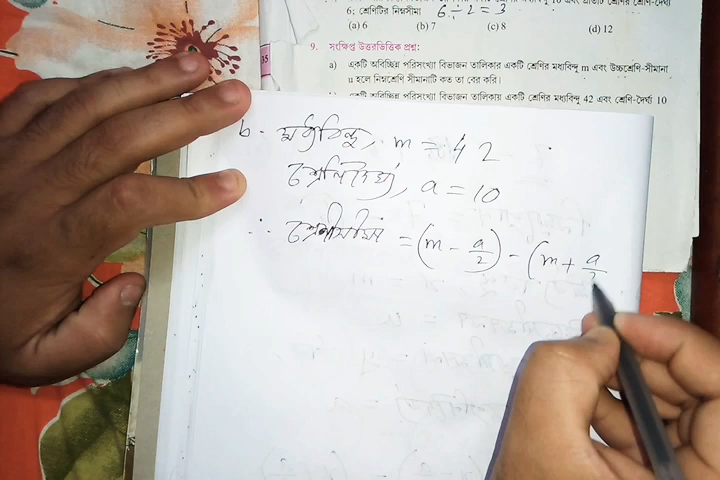 6; শ্রেণিটির নিম্নসীমা 6 ÷ 2 = 3
(a) 6 (b) 7 (c) 8 (d) 12
35
9. সংক্ষিপ্ত উত্তরভিত্তিক প্রশ্ন:
a) একটি অবিচ্ছিন্ন পরিসংখ্যা বিভাজন তালিকার একটি শ্রেণির মধ্যবিন্দু m এবং উচ্চশ্রেণি-সীমানা
u হলে নিম্নশ্রেণি সীমানাটি কত তা বের করি।
পরিসংখ্যা বিভাজন তালিকায় একটি শ্রেণির মধ্যবিন্দু 42 এবং শ্রেণি-দৈর্ঘ্য 10
b. মধ্যবিন্দু, m = 42
শ্রেণিদৈর্ঘ্য, a = 10
∴ শ্রেণীসীমা = (m - a/2) - (m + a/2